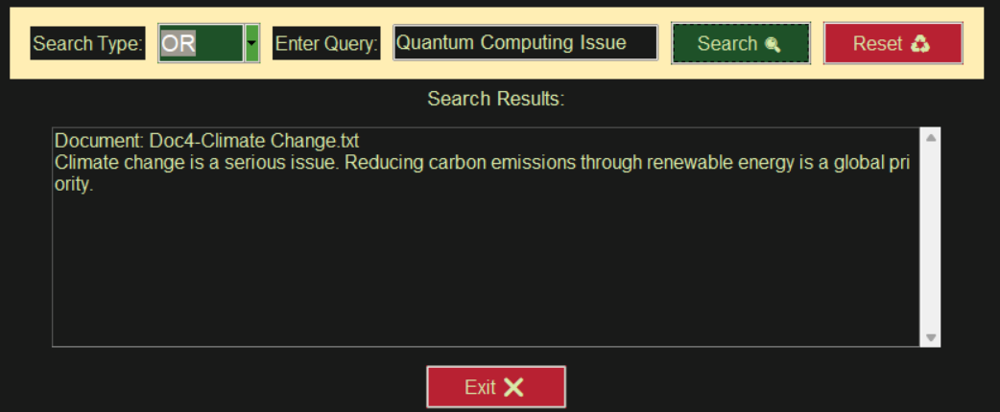 Search Type: OR Enter Query: Quantum Computing Issue Search Reset
Search Results:
Document: Doc4-Climate Change.txt
Climate change is a serious issue. Reducing carbon emissions through renewable energy is a global pri
ority.
Exit